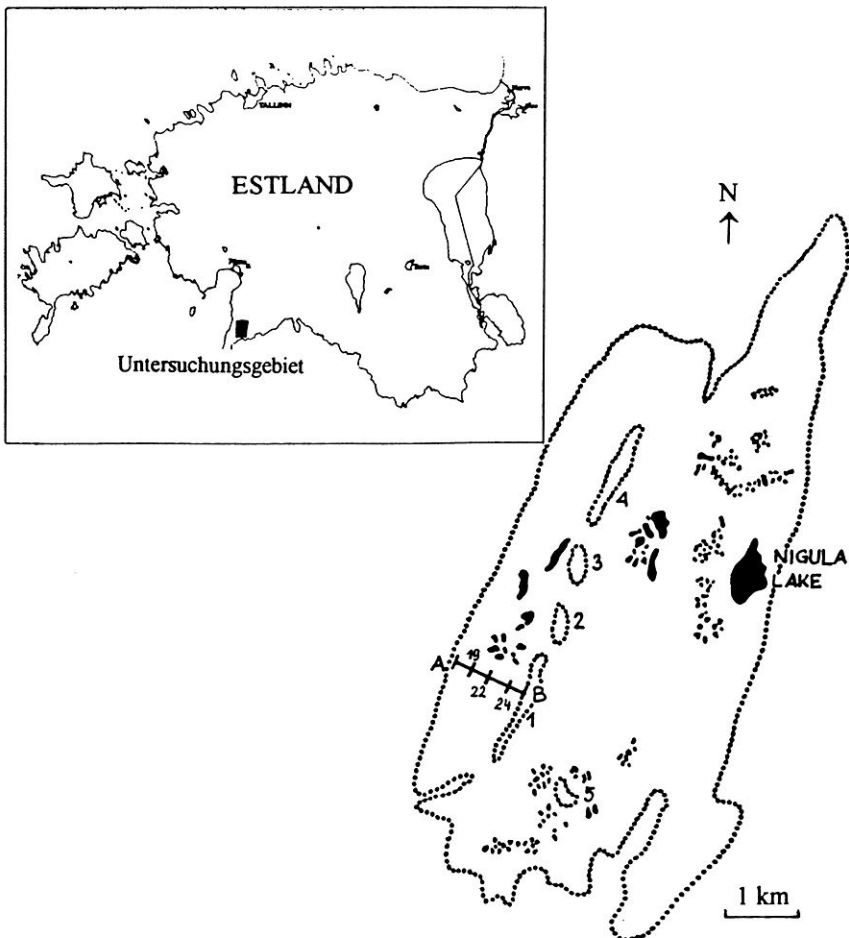 TALLINN
ESTLAND
Untersuchungsgebiet
N
4
3
NIGULA
LAKE
2
A
19
22
24
B
1
5
1 km